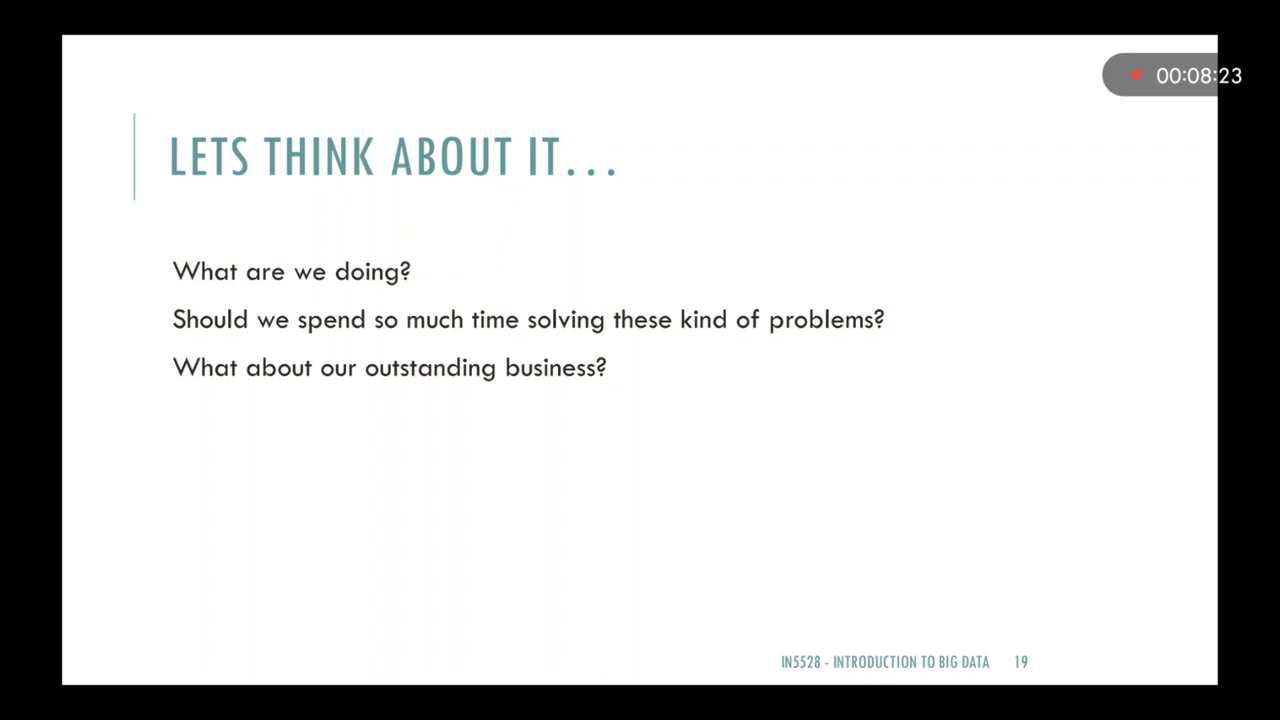 00:08:23
LETS THINK ABOUT IT...
What are we doing?
Should we spend so much time solving these kind of problems?
What about our outstanding business?
IN5528 - INTRODUCTION TO BIG DATA 19